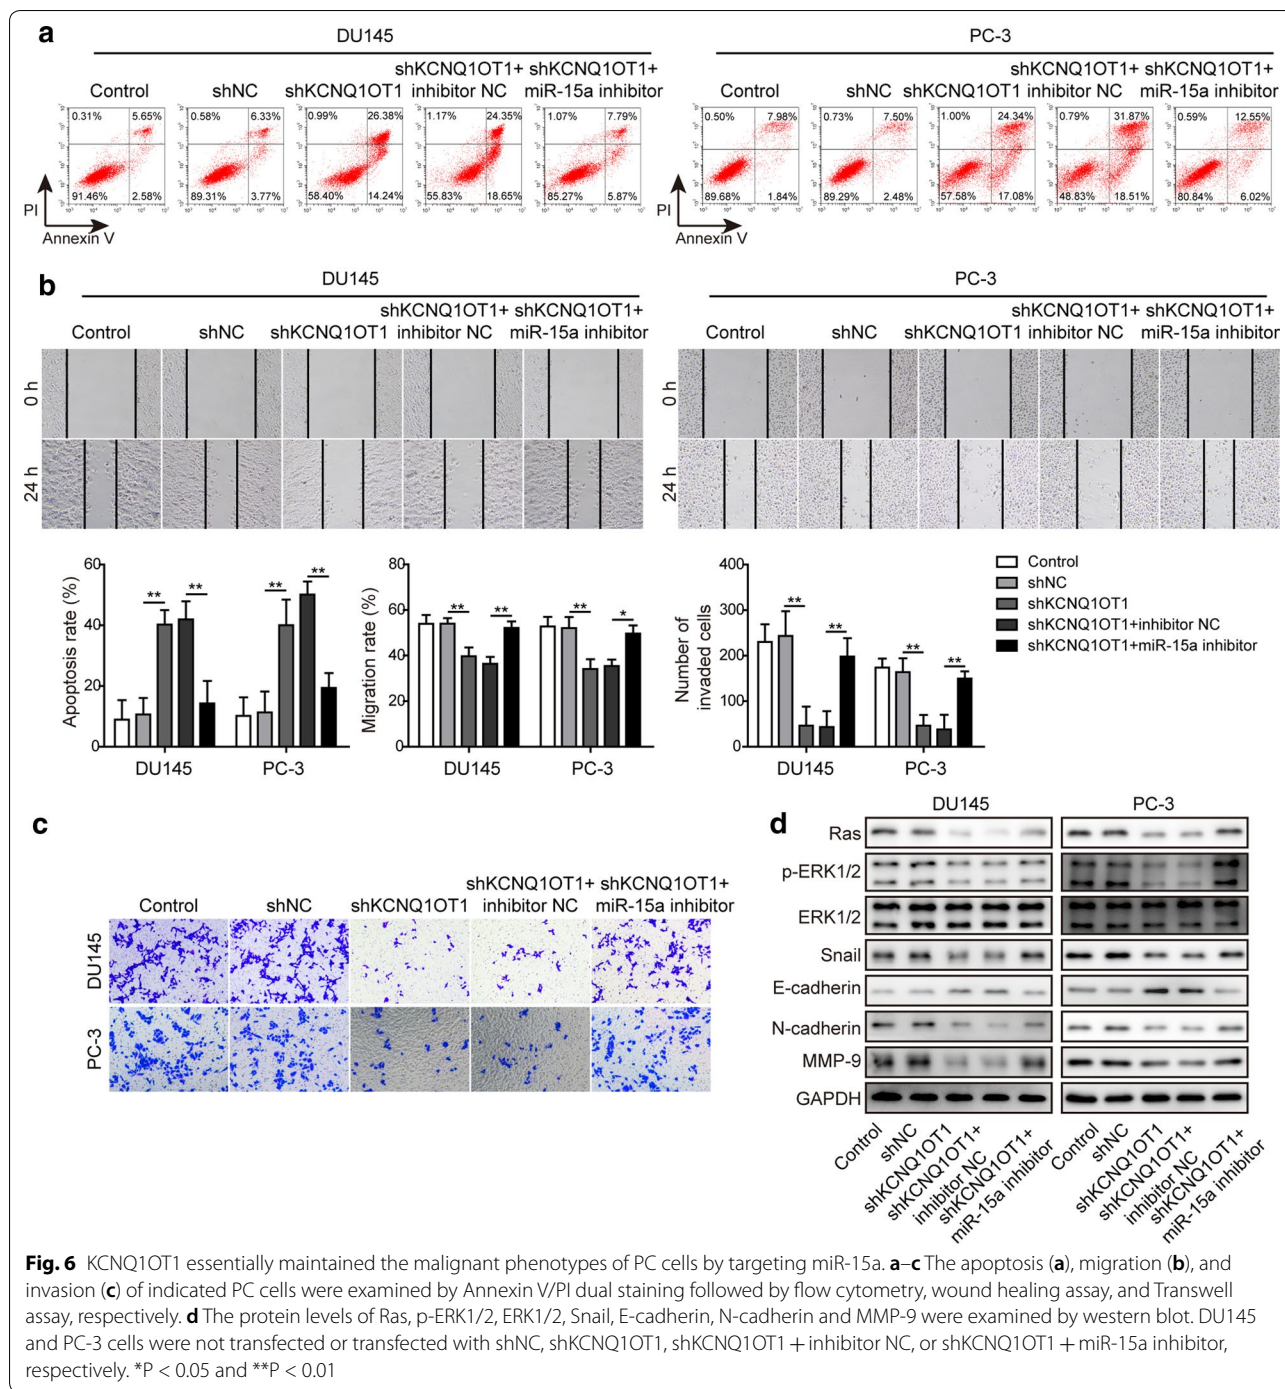 a
DU145
PC-3
shKCNQ1OT1+ shKCNQ1OT1+
Control shNC shKCNQ1OT1 inhibitor NC miR-15a inhibitor
shKCNQ1OT1+ shKCNQ1OT1+
Control shNC shKCNQ1OT1 inhibitor NC miR-15a inhibitor
0.31% 5.65% 0.58% 6.33% 0.99% 26.38% 1.17% 24.35% 1.07% 7.79%
91.46% 2.58% 89.31% 3.77% 58.40% 14.24% 55.83% 18.65% 85.27% 5.87%
PI
Annexin V
0.50% 7.98% 0.73% 7.50% 1.00% 24.34% 0.79% 31.87% 0.59% 12.55%
89.68% 1.84% 89.29% 2.48% 57.58% 17.08% 48.83% 18.51% 80.84% 6.02%
PI
Annexin V
b
DU145
PC-3
shKCNQ1OT1+ shKCNQ1OT1+
Control shNC shKCNQ1OT1 inhibitor NC miR-15a inhibitor
shKCNQ1OT1+ shKCNQ1OT1+
Control shNC shKCNQ1OT1 inhibitor NC miR-15a inhibitor
0 h
24 h
0 h
24 h
Apoptosis rate (%)
60
40
20
0
** ** ** **
DU145 PC-3
Migration rate (%)
80
60
40
20
0
** ** ** *
DU145 PC-3
Number of
invaded cells
400
300
200
100
0
** ** ** **
DU145 PC-3
Control
shNC
shKCNQ1OT1
shKCNQ1OT1+inhibitor NC
shKCNQ1OT1+miR-15a inhibitor
c
shKCNQ1OT1+ shKCNQ1OT1+
Control shNC shKCNQ1OT1 inhibitor NC miR-15a inhibitor
DU145
PC-3
d
DU145 PC-3
Ras
p-ERK1/2
ERK1/2
Snail
E-cadherin
N-cadherin
MMP-9
GAPDH
Control
shNC
shKCNQ1OT1
shKCNQ1OT1+
inhibitor NC
shKCNQ1OT1+
miR-15a inhibitor
Control
shNC
shKCNQ1OT1
shKCNQ1OT1+
inhibitor NC
shKCNQ1OT1+
miR-15a inhibitor
Fig. 6 KCNQ1OT1 essentially maintained the malignant phenotypes of PC cells by targeting miR-15a. a–c The apoptosis (a), migration (b), and
invasion (c) of indicated PC cells were examined by Annexin V/PI dual staining followed by flow cytometry, wound healing assay, and Transwell
assay, respectively. d The protein levels of Ras, p-ERK1/2, ERK1/2, Snail, E-cadherin, N-cadherin and MMP-9 were examined by western blot. DU145
and PC-3 cells were not transfected or transfected with shNC, shKCNQ1OT1, shKCNQ1OT1 + inhibitor NC, or shKCNQ1OT1 + miR-15a inhibitor,
respectively. *P < 0.05 and **P < 0.01